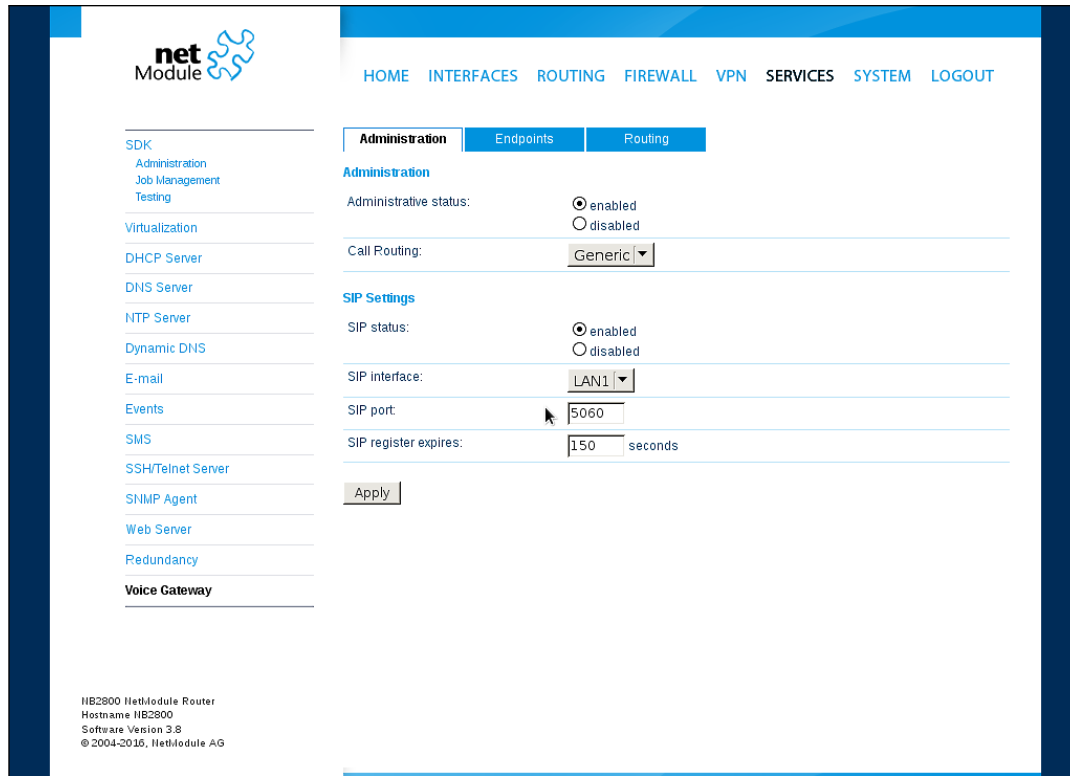 net
Module
HOME INTERFACES ROUTING FIREWALL VPN SERVICES SYSTEM LOGOUT
SDK
Administration
Job Management
Testing
Virtualization
DHCP Server
DNS Server
NTP Server
Dynamic DNS
E-mail
Events
SMS
SSH/Telnet Server
SNMP Agent
Web Server
Redundancy
Voice Gateway
Administration Endpoints Routing
Administration
Administrative status:
enabled
disabled
Call Routing:
Generic
SIP Settings
SIP status:
enabled
disabled
SIP interface:
LAN1
SIP port:
5060
SIP register expires:
150 seconds
Apply
NB2800 NetModule Router
Hostname NB2800
Software Version 3.8
© 2004-2016, NetModule AG